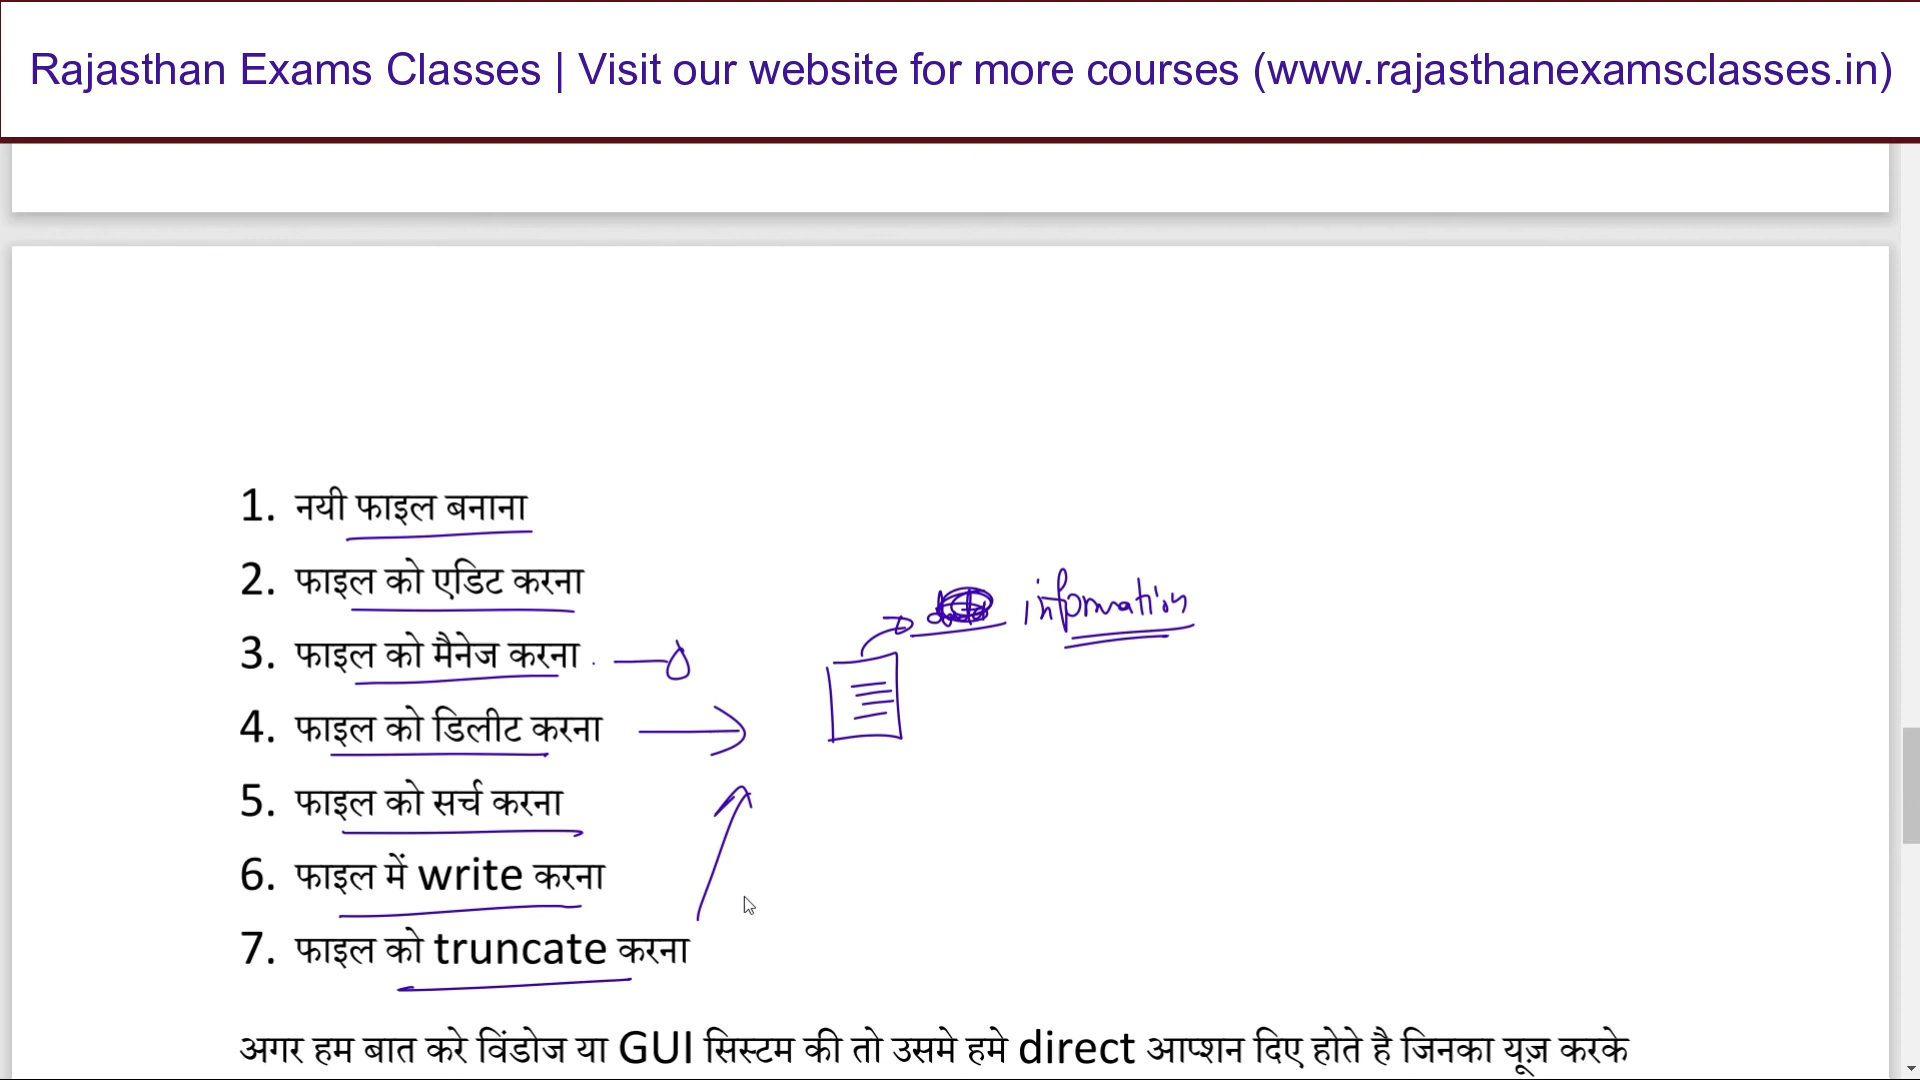 Rajasthan Exams Classes | Visit our website for more courses (www.rajasthanexamsclasses.in)
1. नयी फाइल बनाना
2. फाइल को एडिट करना
3. फाइल को मैनेज करना
4. फाइल को डिलीट करना
5. फाइल को सर्च करना
6. फाइल में write करना
7. फाइल को truncate करना
information
अगर हम बात करे विंडोज या GUI सिस्टम की तो उसमे हमे direct आप्शन दिए होते है जिनका यूज़ करके